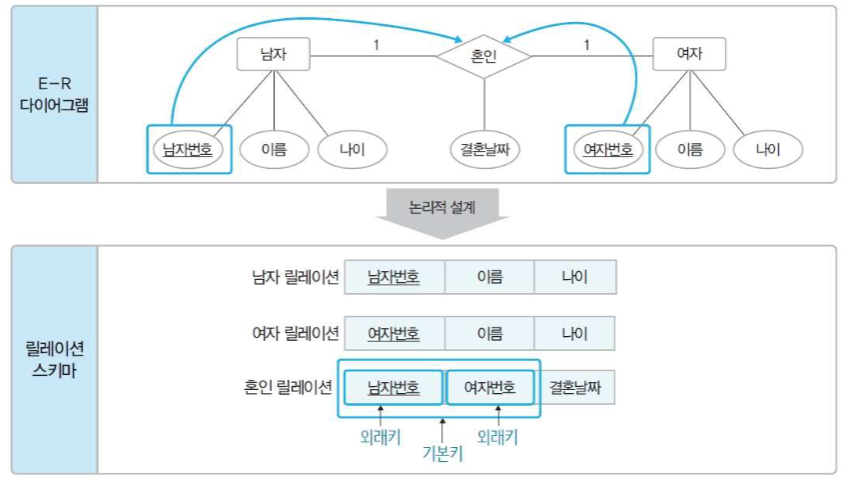 E-R
다이어그램
남자 1 혼인 1 여자
남자번호 이름 나이 결혼날짜 여자번호 이름 나이
논리적 설계
릴레이션
스키마
남자 릴레이션 남자번호 이름 나이
여자 릴레이션 여자번호 이름 나이
혼인 릴레이션 남자번호 여자번호 결혼날짜
외래키 외래키
기본키